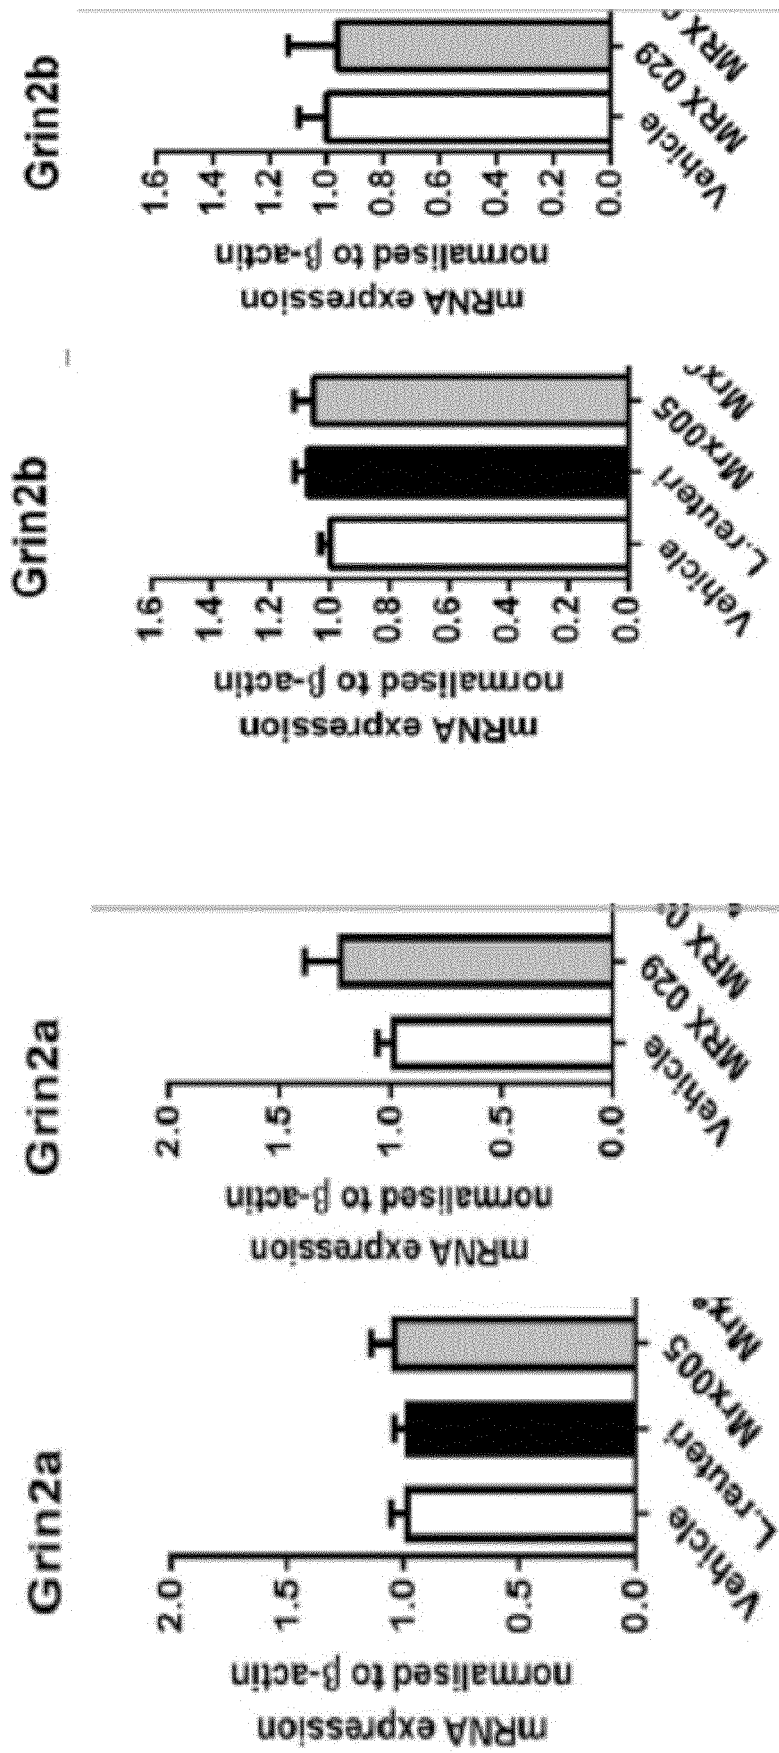 Grin2a
mRNA expression
normalised to β-actin
2.0
1.5
1.0
0.5
0.0
Vehicle
L.reuteri
Mrx005
Grin2a
mRNA expression
normalised to β-actin
2.0
1.5
1.0
0.5
0.0
Vehicle
MRX 029
MRX
Grin2b
mRNA expression
normalised to β-actin
1.6
1.4
1.2
1.0
0.8
0.6
0.4
0.2
0.0
Vehicle
L.reuteri
Mrx005
Grin2b
mRNA expression
normalised to β-actin
1.6
1.4
1.2
1.0
0.8
0.6
0.4
0.2
0.0
Vehicle
MRX 029
MRX